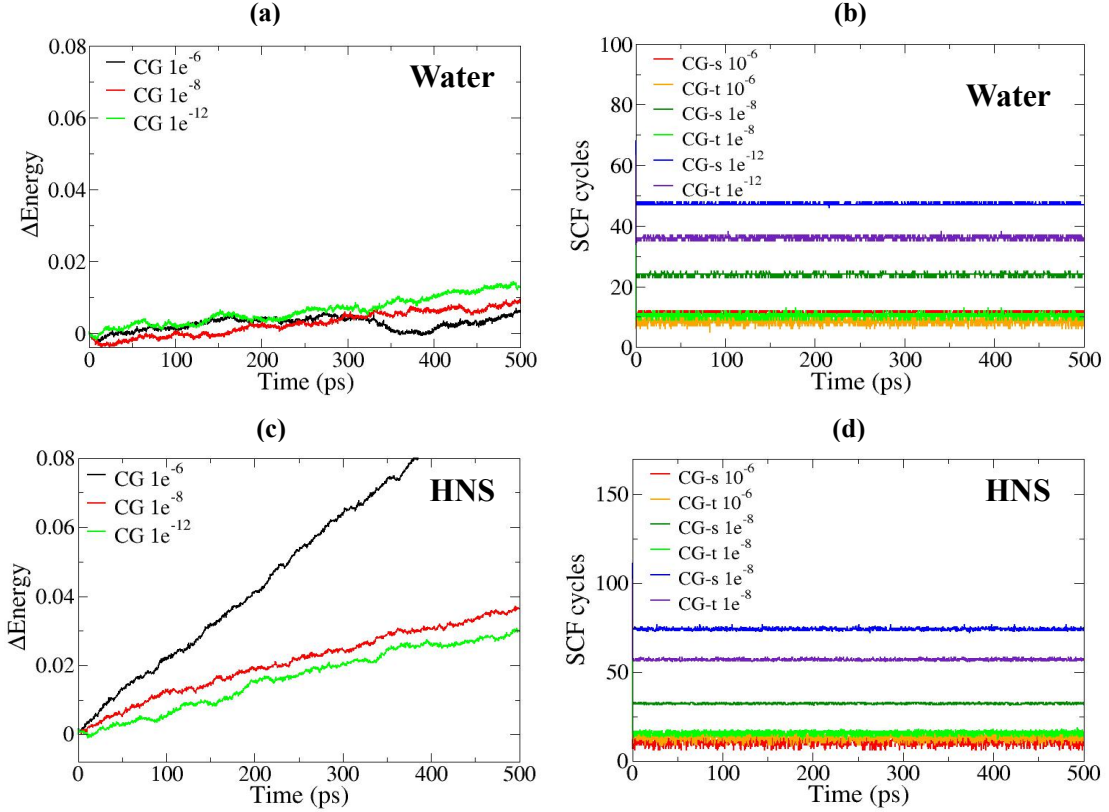 (a)
0.08
0.06
0.04
0.02
0
ΔEnergy
CG 1e⁻⁶
CG 1e⁻⁸
CG 1e⁻¹²
Water
0 100 200 300 400 500
Time (ps)
(b)
100
80
60
40
20
0
SCF cycles
CG-s 10⁻⁶
CG-t 10⁻⁶
CG-s 1e⁻⁸
CG-t 1e⁻⁸
CG-s 1e⁻¹²
CG-t 1e⁻¹²
Water
0 100 200 300 400 500
Time (ps)
(c)
0.08
0.06
0.04
0.02
0
ΔEnergy
CG 1e⁻⁶
CG 1e⁻⁸
CG 1e⁻¹²
HNS
0 100 200 300 400 500
Time (ps)
(d)
150
100
50
0
SCF cycles
CG-s 10⁻⁶
CG-t 10⁻⁶
CG-s 1e⁻⁸
CG-t 1e⁻⁸
CG-s 1e⁻⁸
CG-t 1e⁻⁸
HNS
0 100 200 300 400 500
Time (ps)